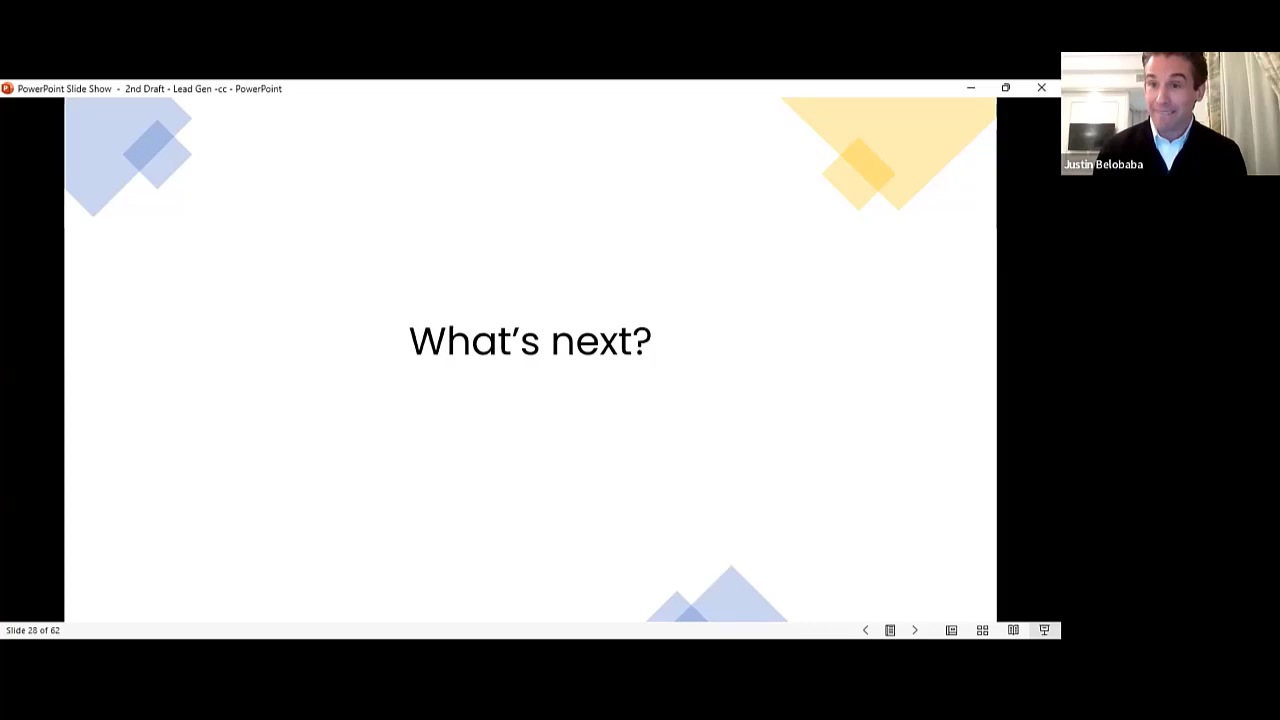 PowerPoint Slide Show - 2nd Draft - Lead Gen -cc - PowerPoint
Justin Belobaba
What's next?
Slide 28 of 62